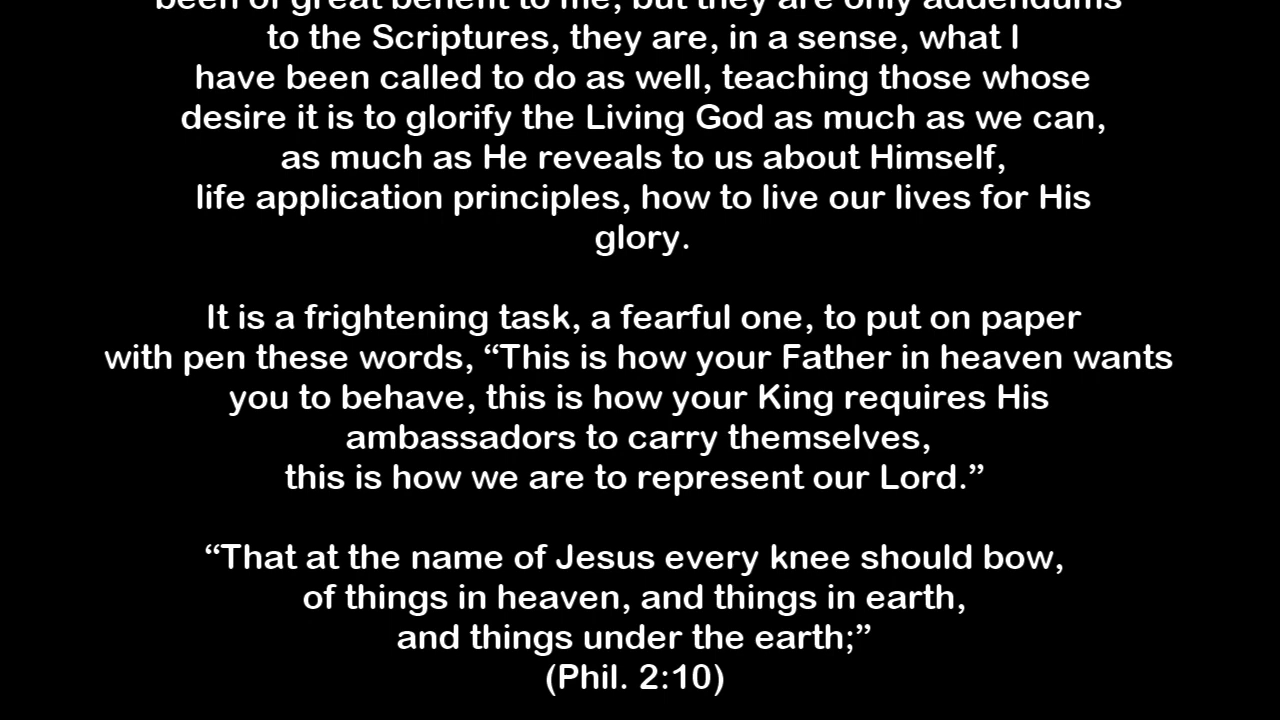 been of great benefit to me, but they are only addendums
to the Scriptures, they are, in a sense, what I
have been called to do as well, teaching those whose
desire it is to glorify the Living God as much as we can,
as much as He reveals to us about Himself,
life application principles, how to live our lives for His
glory.
It is a frightening task, a fearful one, to put on paper
with pen these words, “This is how your Father in heaven wants
you to behave, this is how your King requires His
ambassadors to carry themselves,
this is how we are to represent our Lord.”
“That at the name of Jesus every knee should bow,
of things in heaven, and things in earth,
and things under the earth;”
(Phil. 2:10)